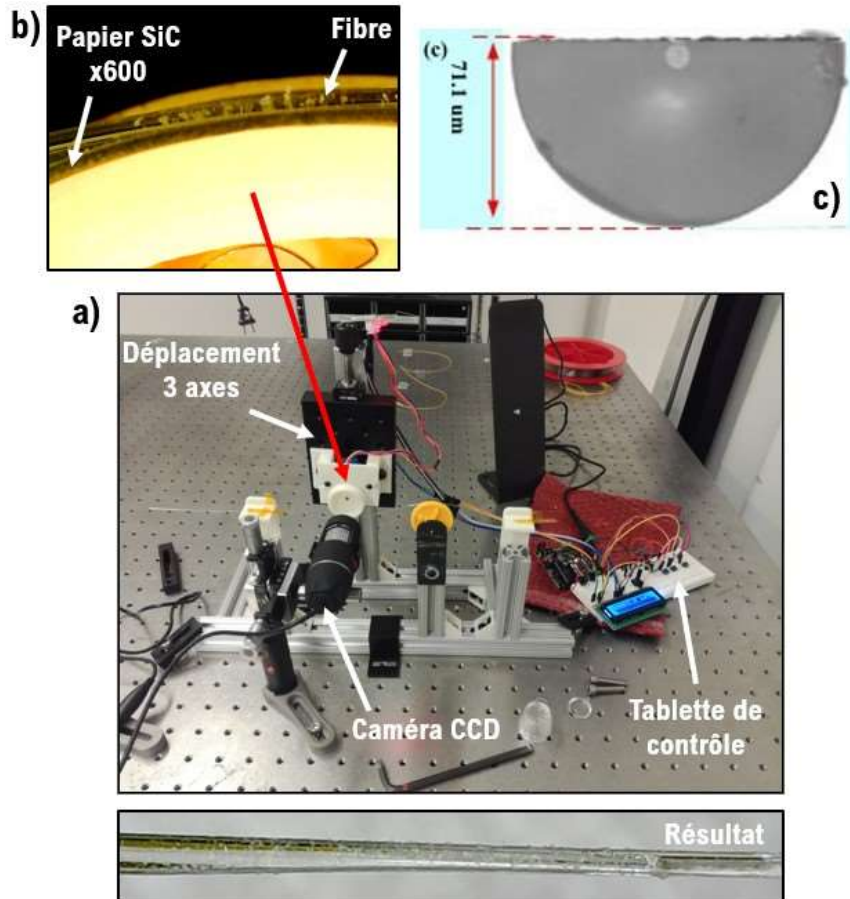 b)
Papier SiC
x600
Fibre
(c)
71.1 um
c)
a)
Déplacement
3 axes
Caméra CCD
Tablette de
contrôle
Résultat